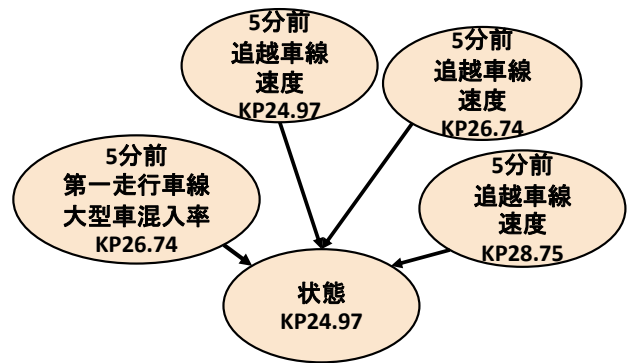 5分前
追越車線
速度
KP24.97
5分前
追越車線
速度
KP26.74
5分前
第一走行車線
大型車混入率
KP26.74
5分前
追越車線
速度
KP28.75
状態
KP24.97